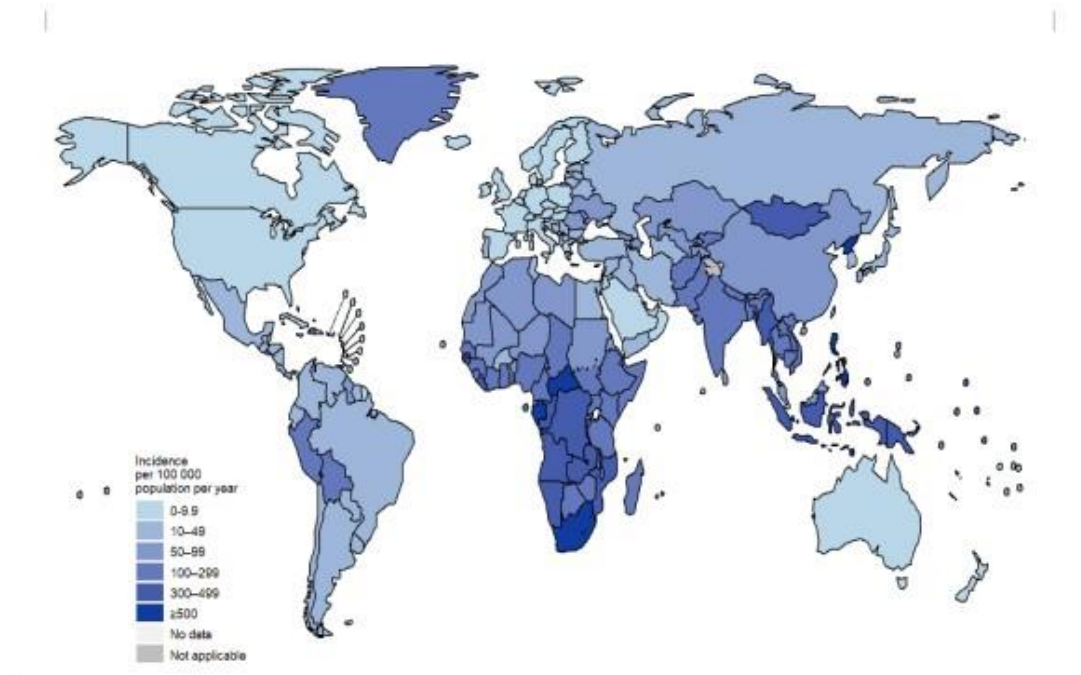 Incidence
per 100 000
population per year
0-9.9
10–49
50–99
100–299
300–499
≥500
No data
Not applicable